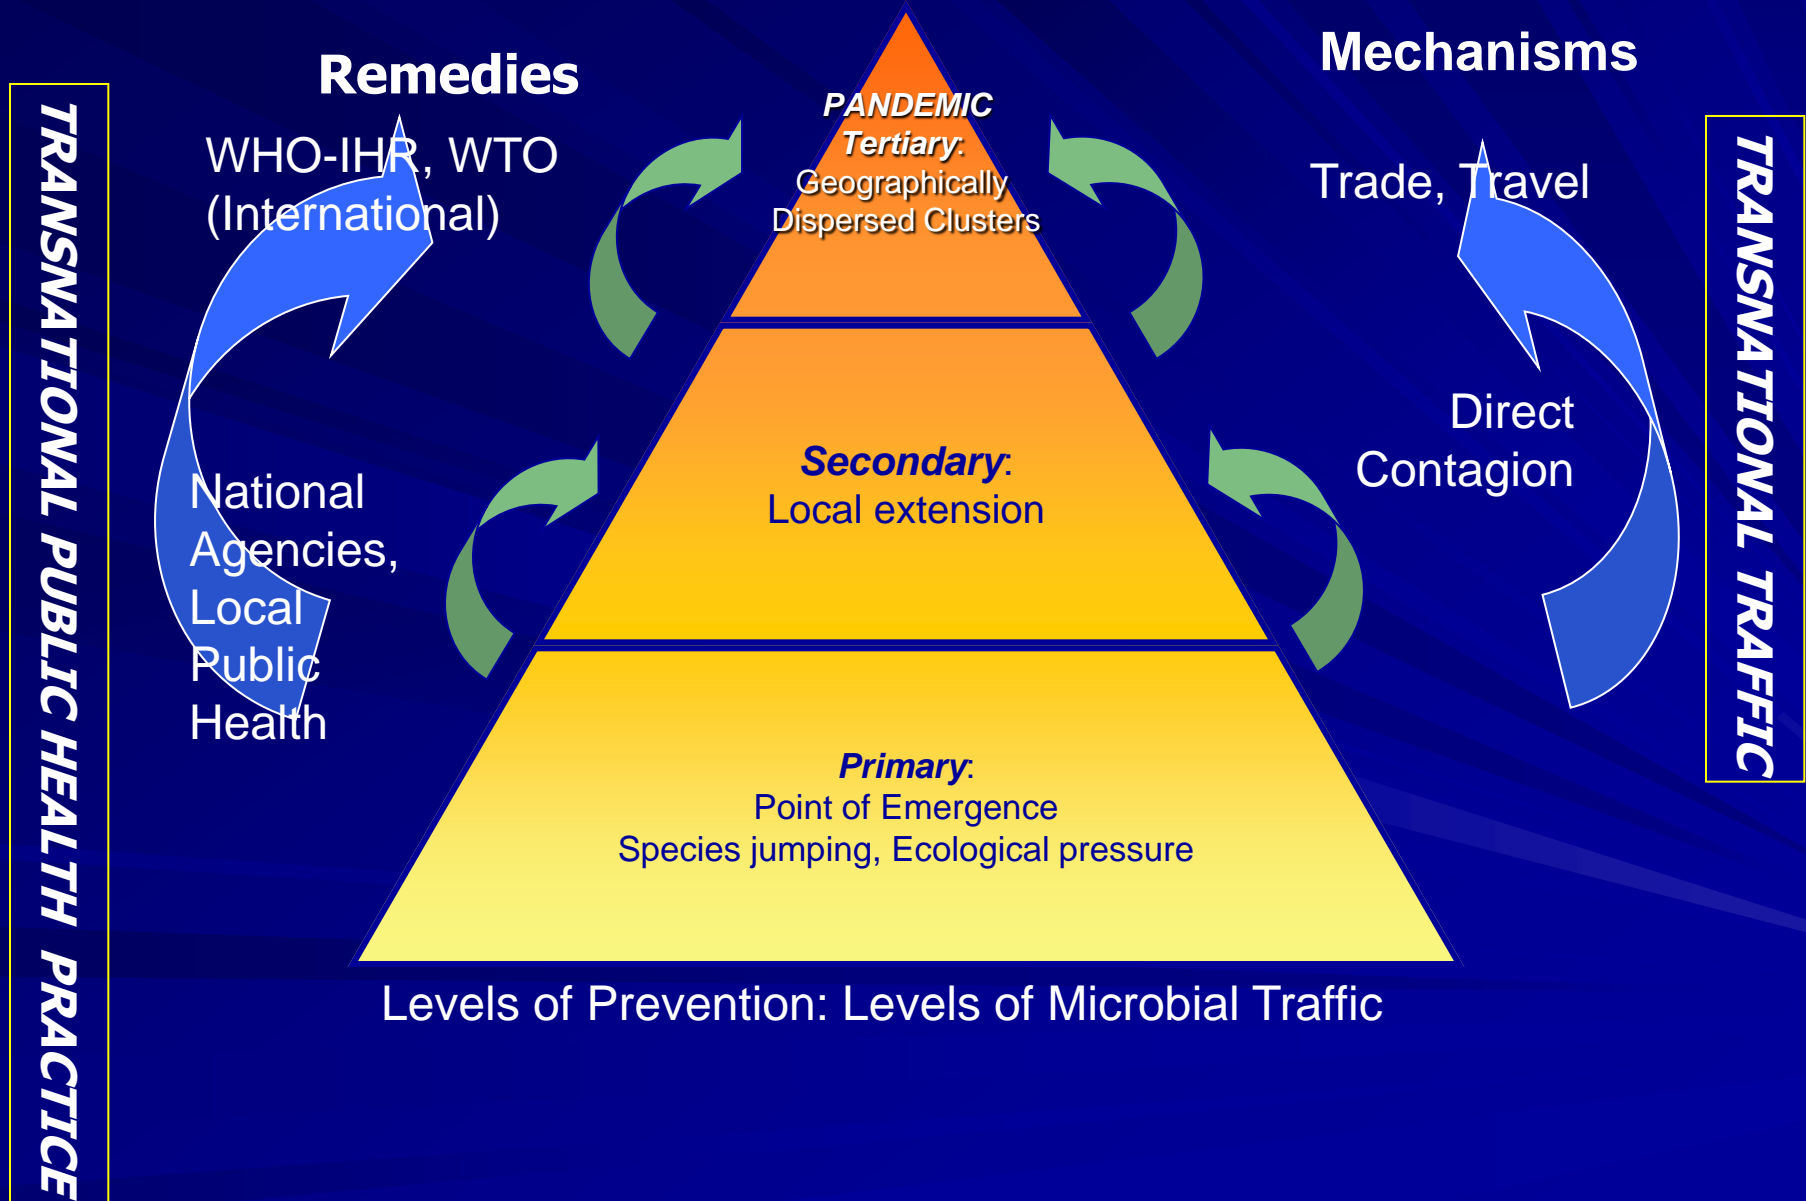 Remedies
Mechanisms
WHO-IHR, WTO
(International)
PANDEMIC
Tertiary:
Geographically
Dispersed Clusters
Trade, Travel
National
Agencies,
Local
Public
Health
Secondary:
Local extension
Direct
Contagion
Primary:
Point of Emergence
Species jumping, Ecological pressure
Levels of Prevention: Levels of Microbial Traffic
TRANSNATIONAL PUBLIC HEALTH PRACTICE
TRANSNATIONAL TRAFFIC